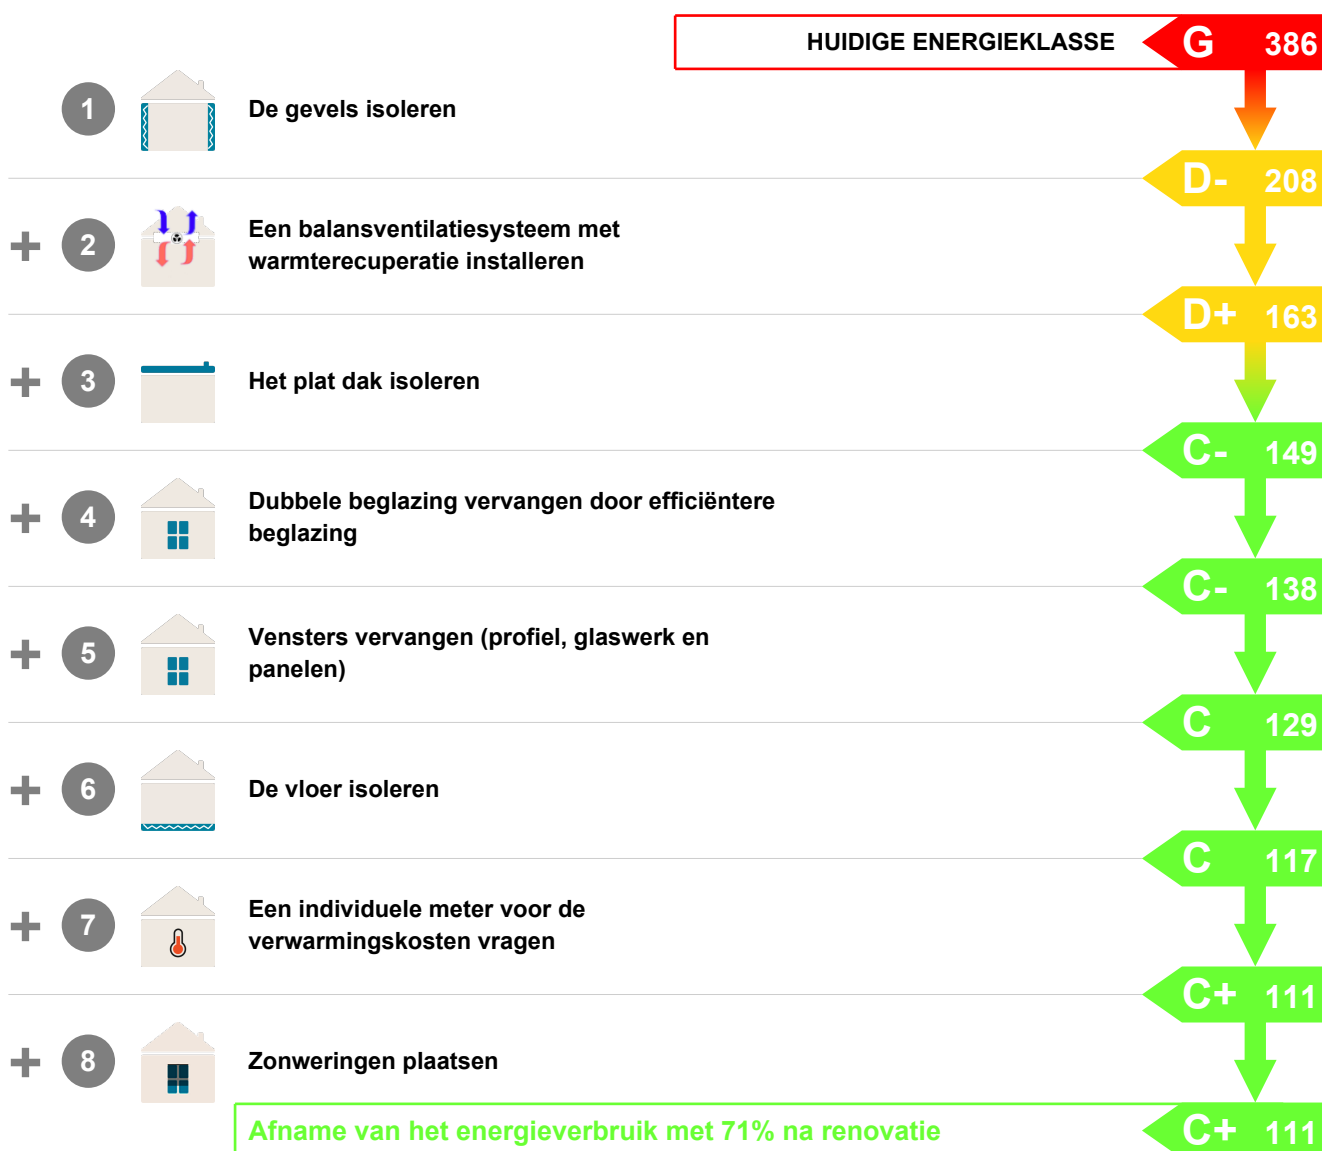 HUIDIGE ENERGIEKLASSE G 386
1 De gevels isoleren
D- 208
+ 2 Een balansventilatiesysteem met
warmterecuperatie installeren
D+ 163
+ 3 Het plat dak isoleren
C- 149
+ 4 Dubbele beglazing vervangen door efficiëntere
beglazing
C- 138
+ 5 Vensters vervangen (profiel, glaswerk en
panelen)
C 129
+ 6 De vloer isoleren
C 117
+ 7 Een individuele meter voor de
verwarmingskosten vragen
C+ 111
+ 8 Zonweringen plaatsen
Afname van het energieverbruik met 71% na renovatie C+ 111